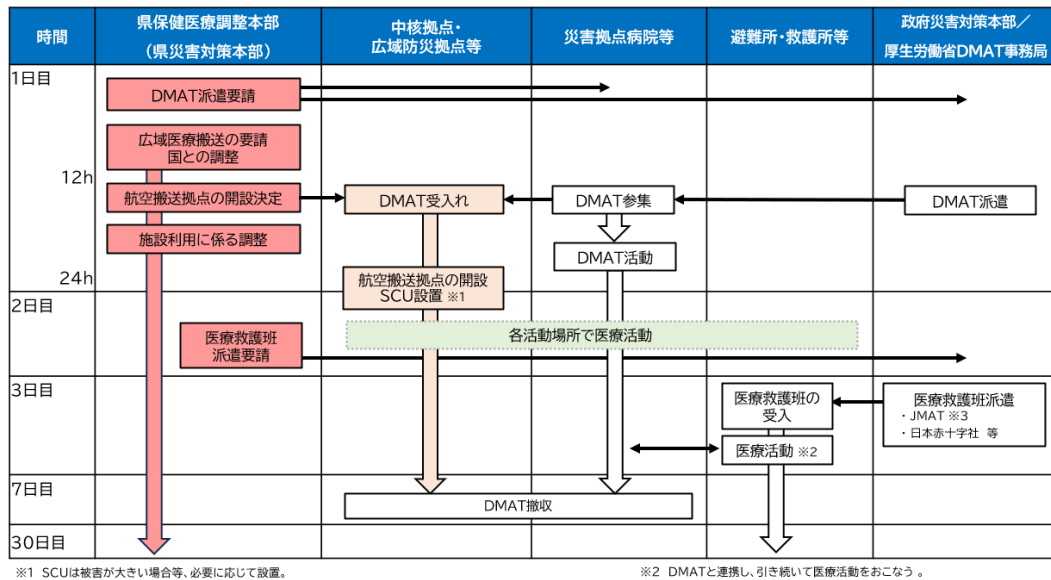 時間
県保健医療調整本部
（県災害対策本部）
中核拠点・
広域防災拠点等
災害拠点病院等
避難所・救護所等
政府災害対策本部／
厚生労働省DMAT事務局
1日目
DMAT派遣要請
広域医療搬送の要請
国との調整
12h
航空搬送拠点の開設決定
DMAT受入れ
DMAT参集
DMAT派遣
施設利用に係る調整
DMAT活動
24h
航空搬送拠点の開設
SCU設置 ※1
2日目
医療救護班
派遣要請
各活動場所で医療活動
3日目
医療救護班の
受入
医療救護班派遣
・JMAT ※3
・日本赤十字社 等
医療活動 ※2
7日目
DMAT撤収
30日目
※1 SCUは被害が大きい場合等、必要に応じて設置。
※2 DMATと連携し、引き続いて医療活動をおこなう 。